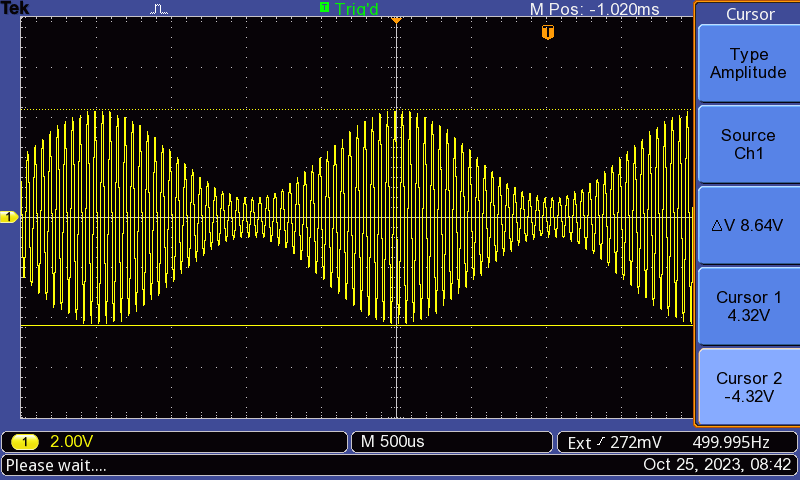 Tek
T Trig'd
M Pos: -1.020ms
T
Cursor
Type
Amplitude
Source
Ch1
△V 8.64V
Cursor 1
4.32V
Cursor 2
-4.32V
1
1 2.00V
M 500us
Ext 272mV
499.995Hz
Please wait....
Oct 25, 2023, 08:42